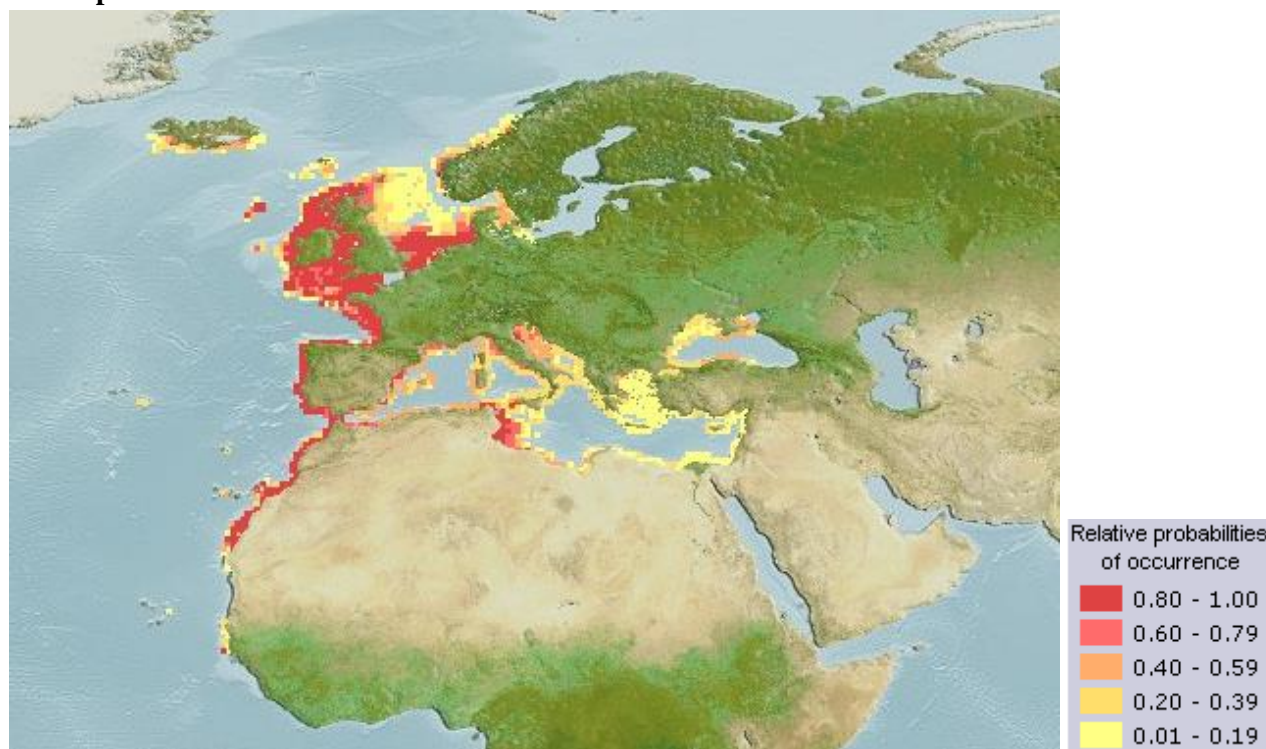 Relative probabilities
of occurrence
0.80 - 1.00
0.60 - 0.79
0.40 - 0.59
0.20 - 0.39
0.01 - 0.19